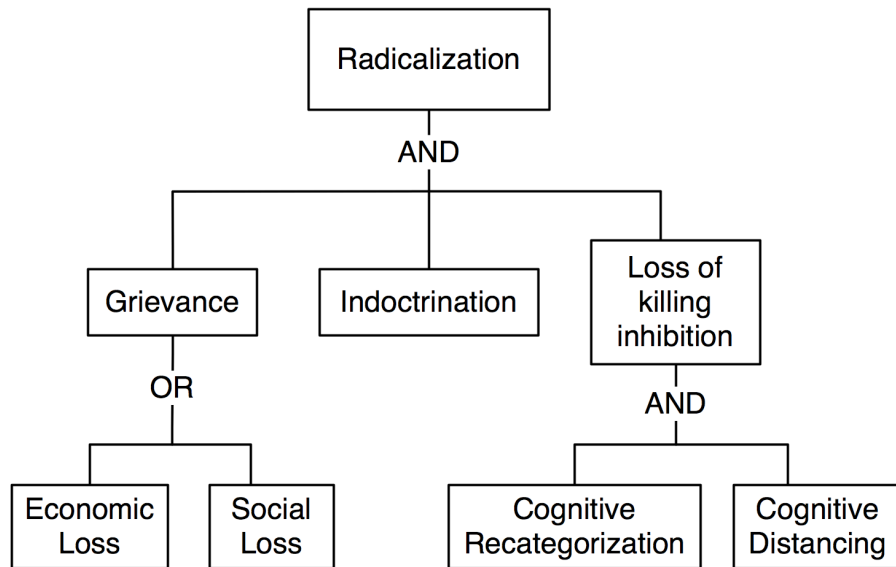 Radicalization
AND
Grievance
Indoctrination
Loss of
killing
inhibition
OR
AND
Economic
Loss
Social
Loss
Cognitive
Recategorization
Cognitive
Distancing